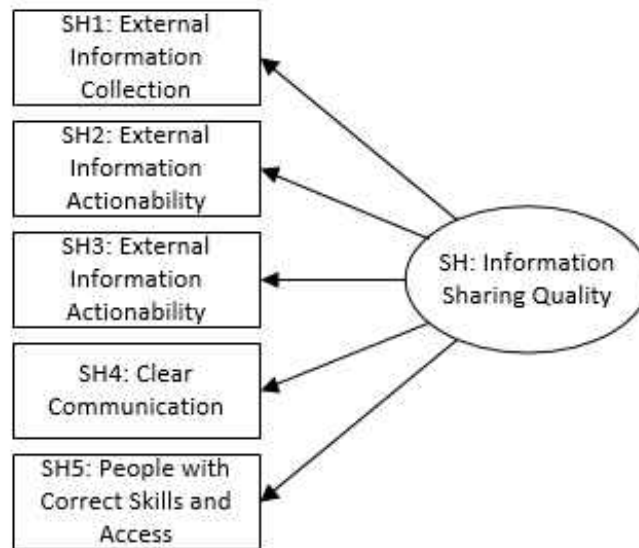 SH1: External
Information
Collection
SH2: External
Information
Actionability
SH3: External
Information
Actionability
SH4: Clear
Communication
SH5: People with
Correct Skills and
Access
SH: Information
Sharing Quality